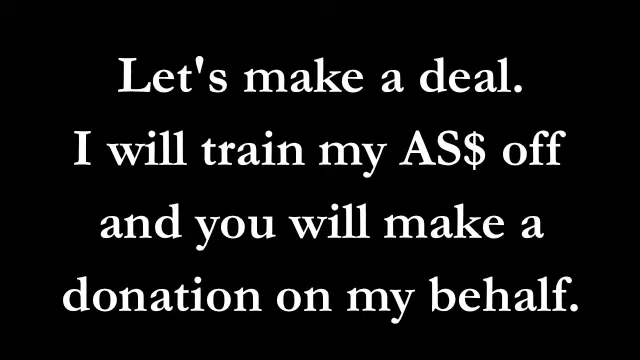 Let's make a deal.
I will train my AS$ off
and you will make a
donation on my behalf.